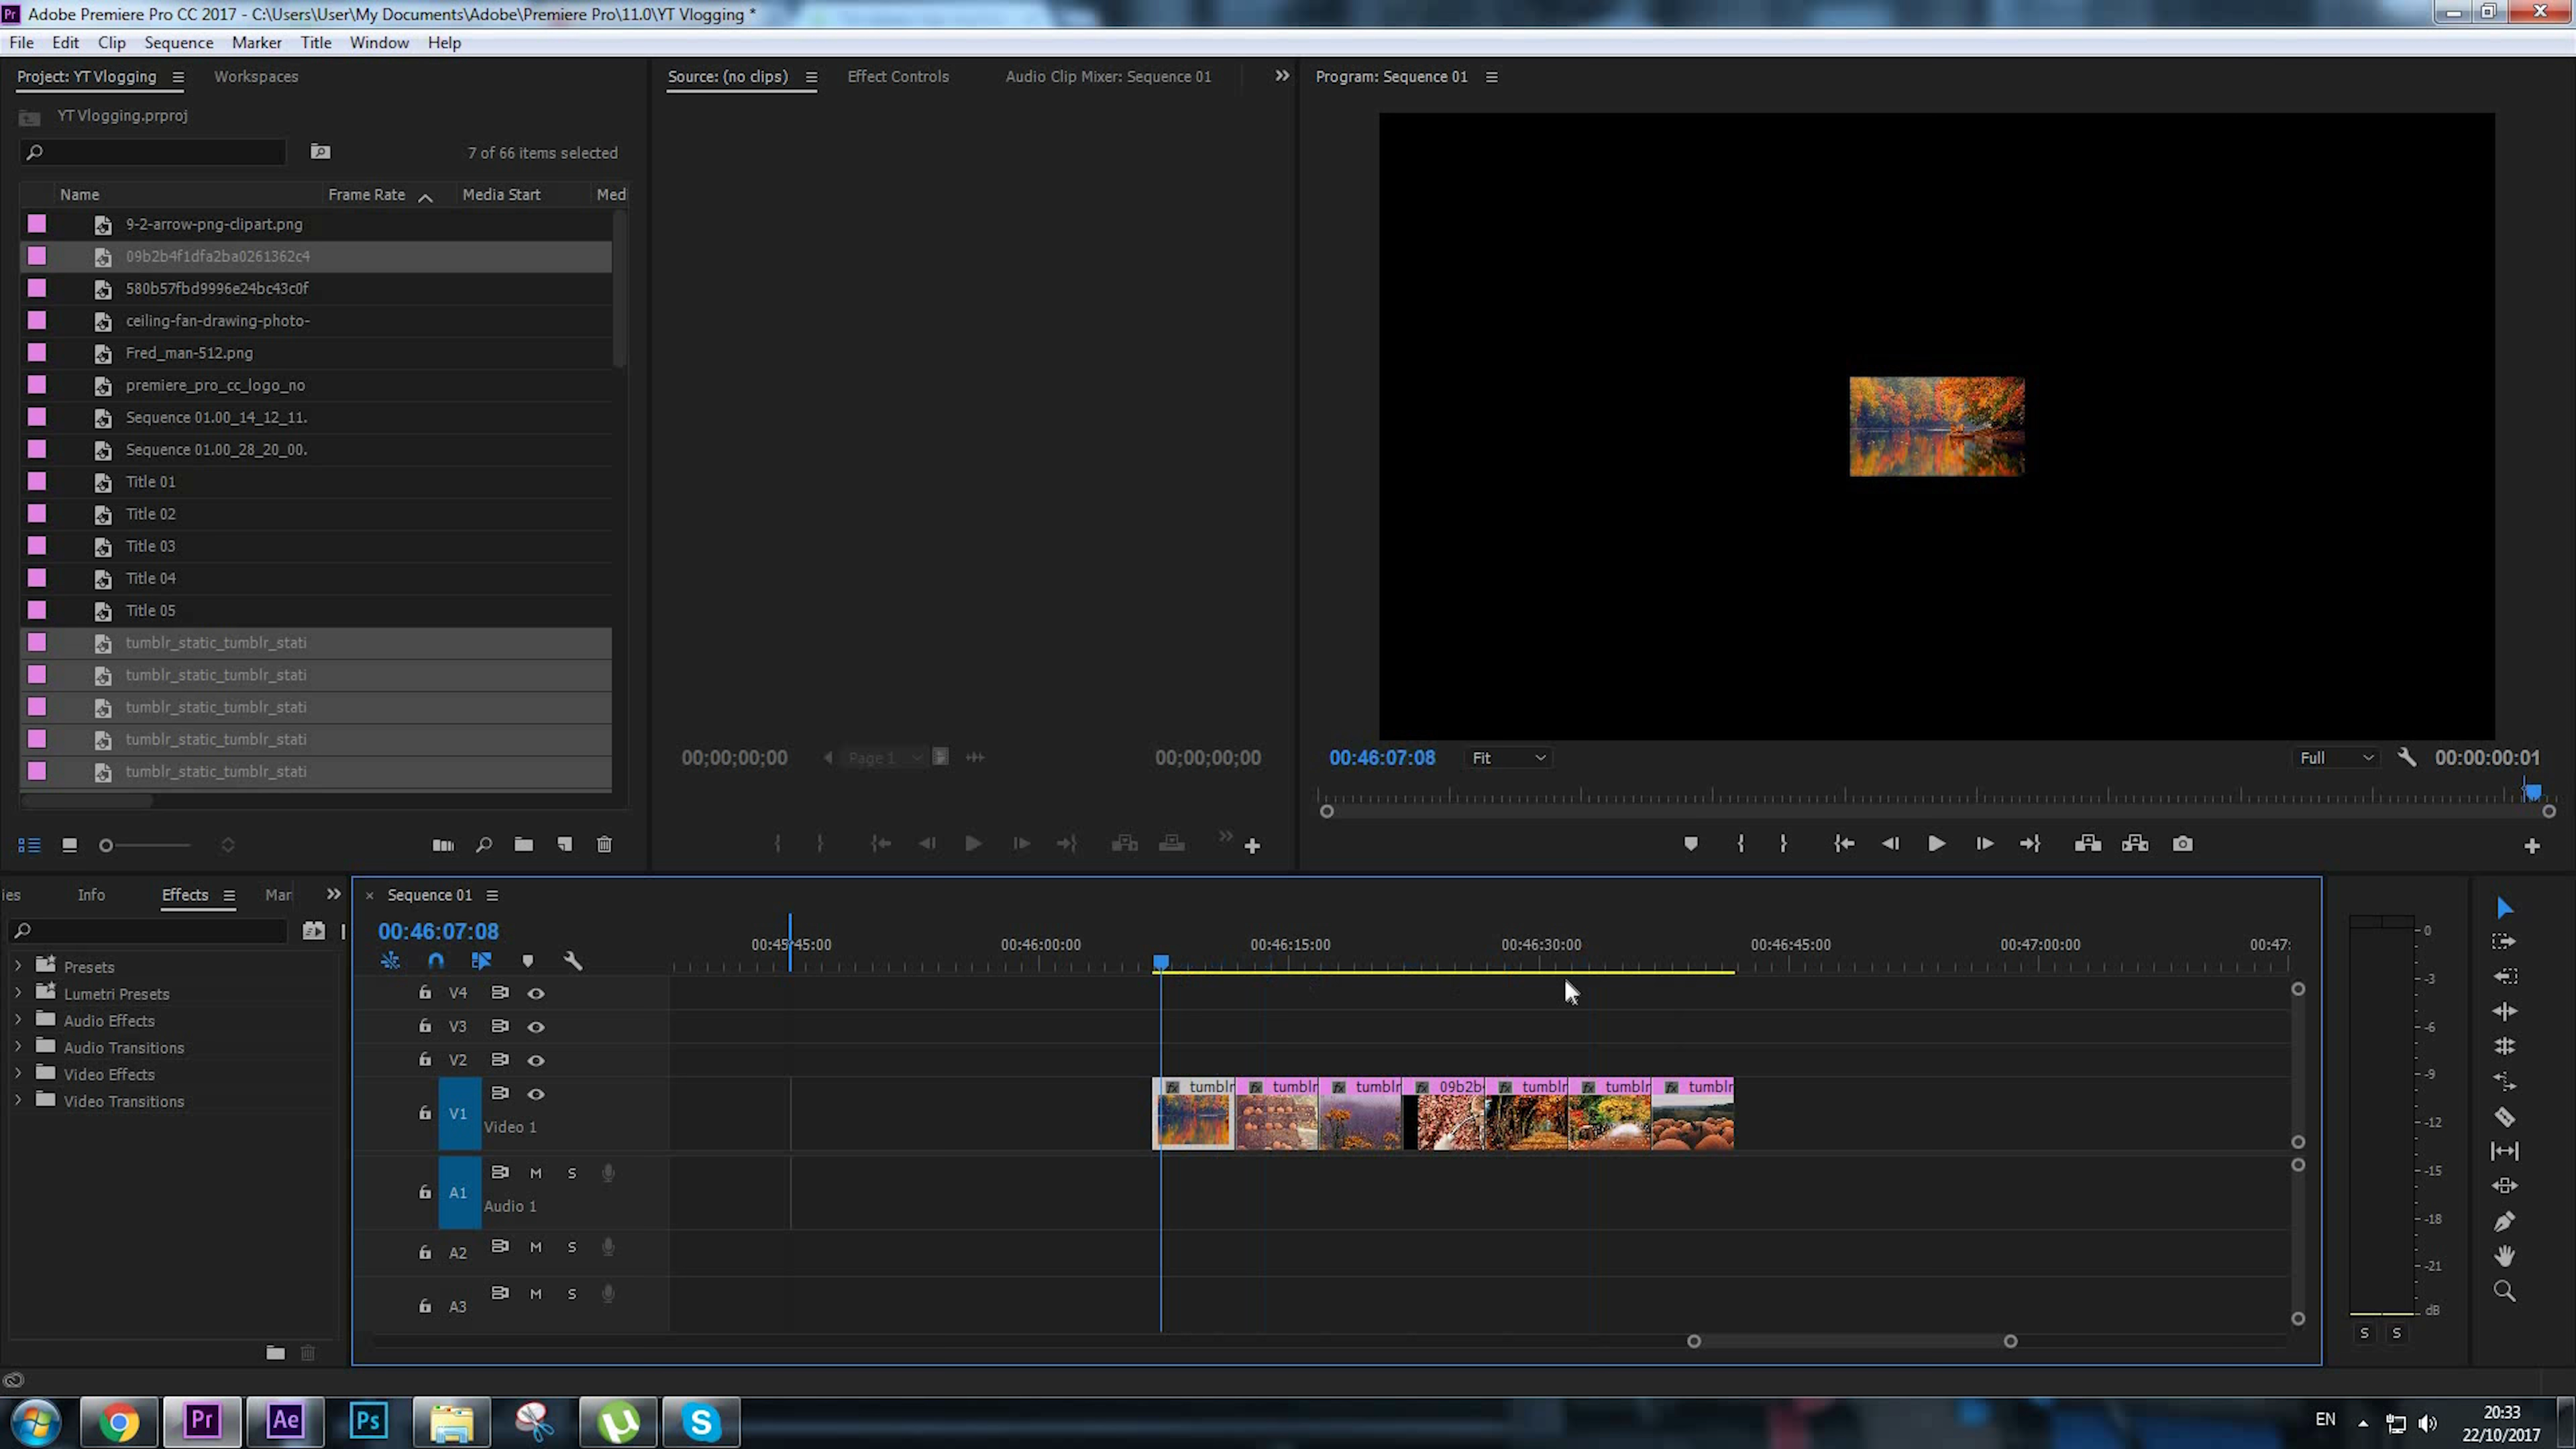 Adobe Premiere Pro CC 2017 - C:\Users\User\My Documents\Adobe\Premiere Pro\11.0\YT Vlogging *
File Edit Clip Sequence Marker Title Window Help
Project: YT Vlogging Workspaces
Source: (no clips) Effect Controls Audio Clip Mixer: Sequence 01
Program: Sequence 01
YT Vlogging.prproj
7 of 66 items selected
Name Frame Rate Media Start Med
9-2-arrow-png-clipart.png
09b2b4f1dfa2ba0261362c4
580b57fbd9996e24bc43c0f
ceiling-fan-drawing-photo-
Fred_man-512.png
premiere_pro_cc_logo_no
Sequence 01.00_14_12_11.
Sequence 01.00_28_20_00.
Title 01
Title 02
Title 03
Title 04
Title 05
tumblr_static_tumblr_stati
tumblr_static_tumblr_stati
tumblr_static_tumblr_stati
tumblr_static_tumblr_stati
tumblr_static_tumblr_stati
00;00;00;00 Page 1 00;00;00;00
00:46:07:08 Fit Full 00:00:00:01
ies Info Effects Mar
Presets
Lumetri Presets
Audio Effects
Audio Transitions
Video Effects
Video Transitions
× Sequence 01
00:46:07:08
00:45:45:00 00:46:00:00 00:46:15:00 00:46:30:00 00:46:45:00 00:47:00:00 00:47:
V4
V3
V2
V1 Video 1
fx tumblr fx tumblr fx tumblr fx 09b2b fx tumblr fx tumblr fx tumblr
A1 M S
Audio 1
A2 M S
A3 M S
0
-3
-6
-9
-12
-15
-18
-21
dB
S S
Pr Ae Ps µ S
EN
20:33
22/10/2017